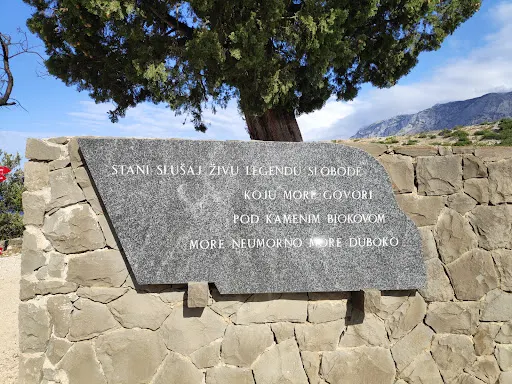 STANI SLUŠAJ ŽIVU LEGENDU SLOBODE
KOJU MORE GOVORI
POD KAMENIM BIOKOVOM
MORE NEUMORNO MORE DUBOKO